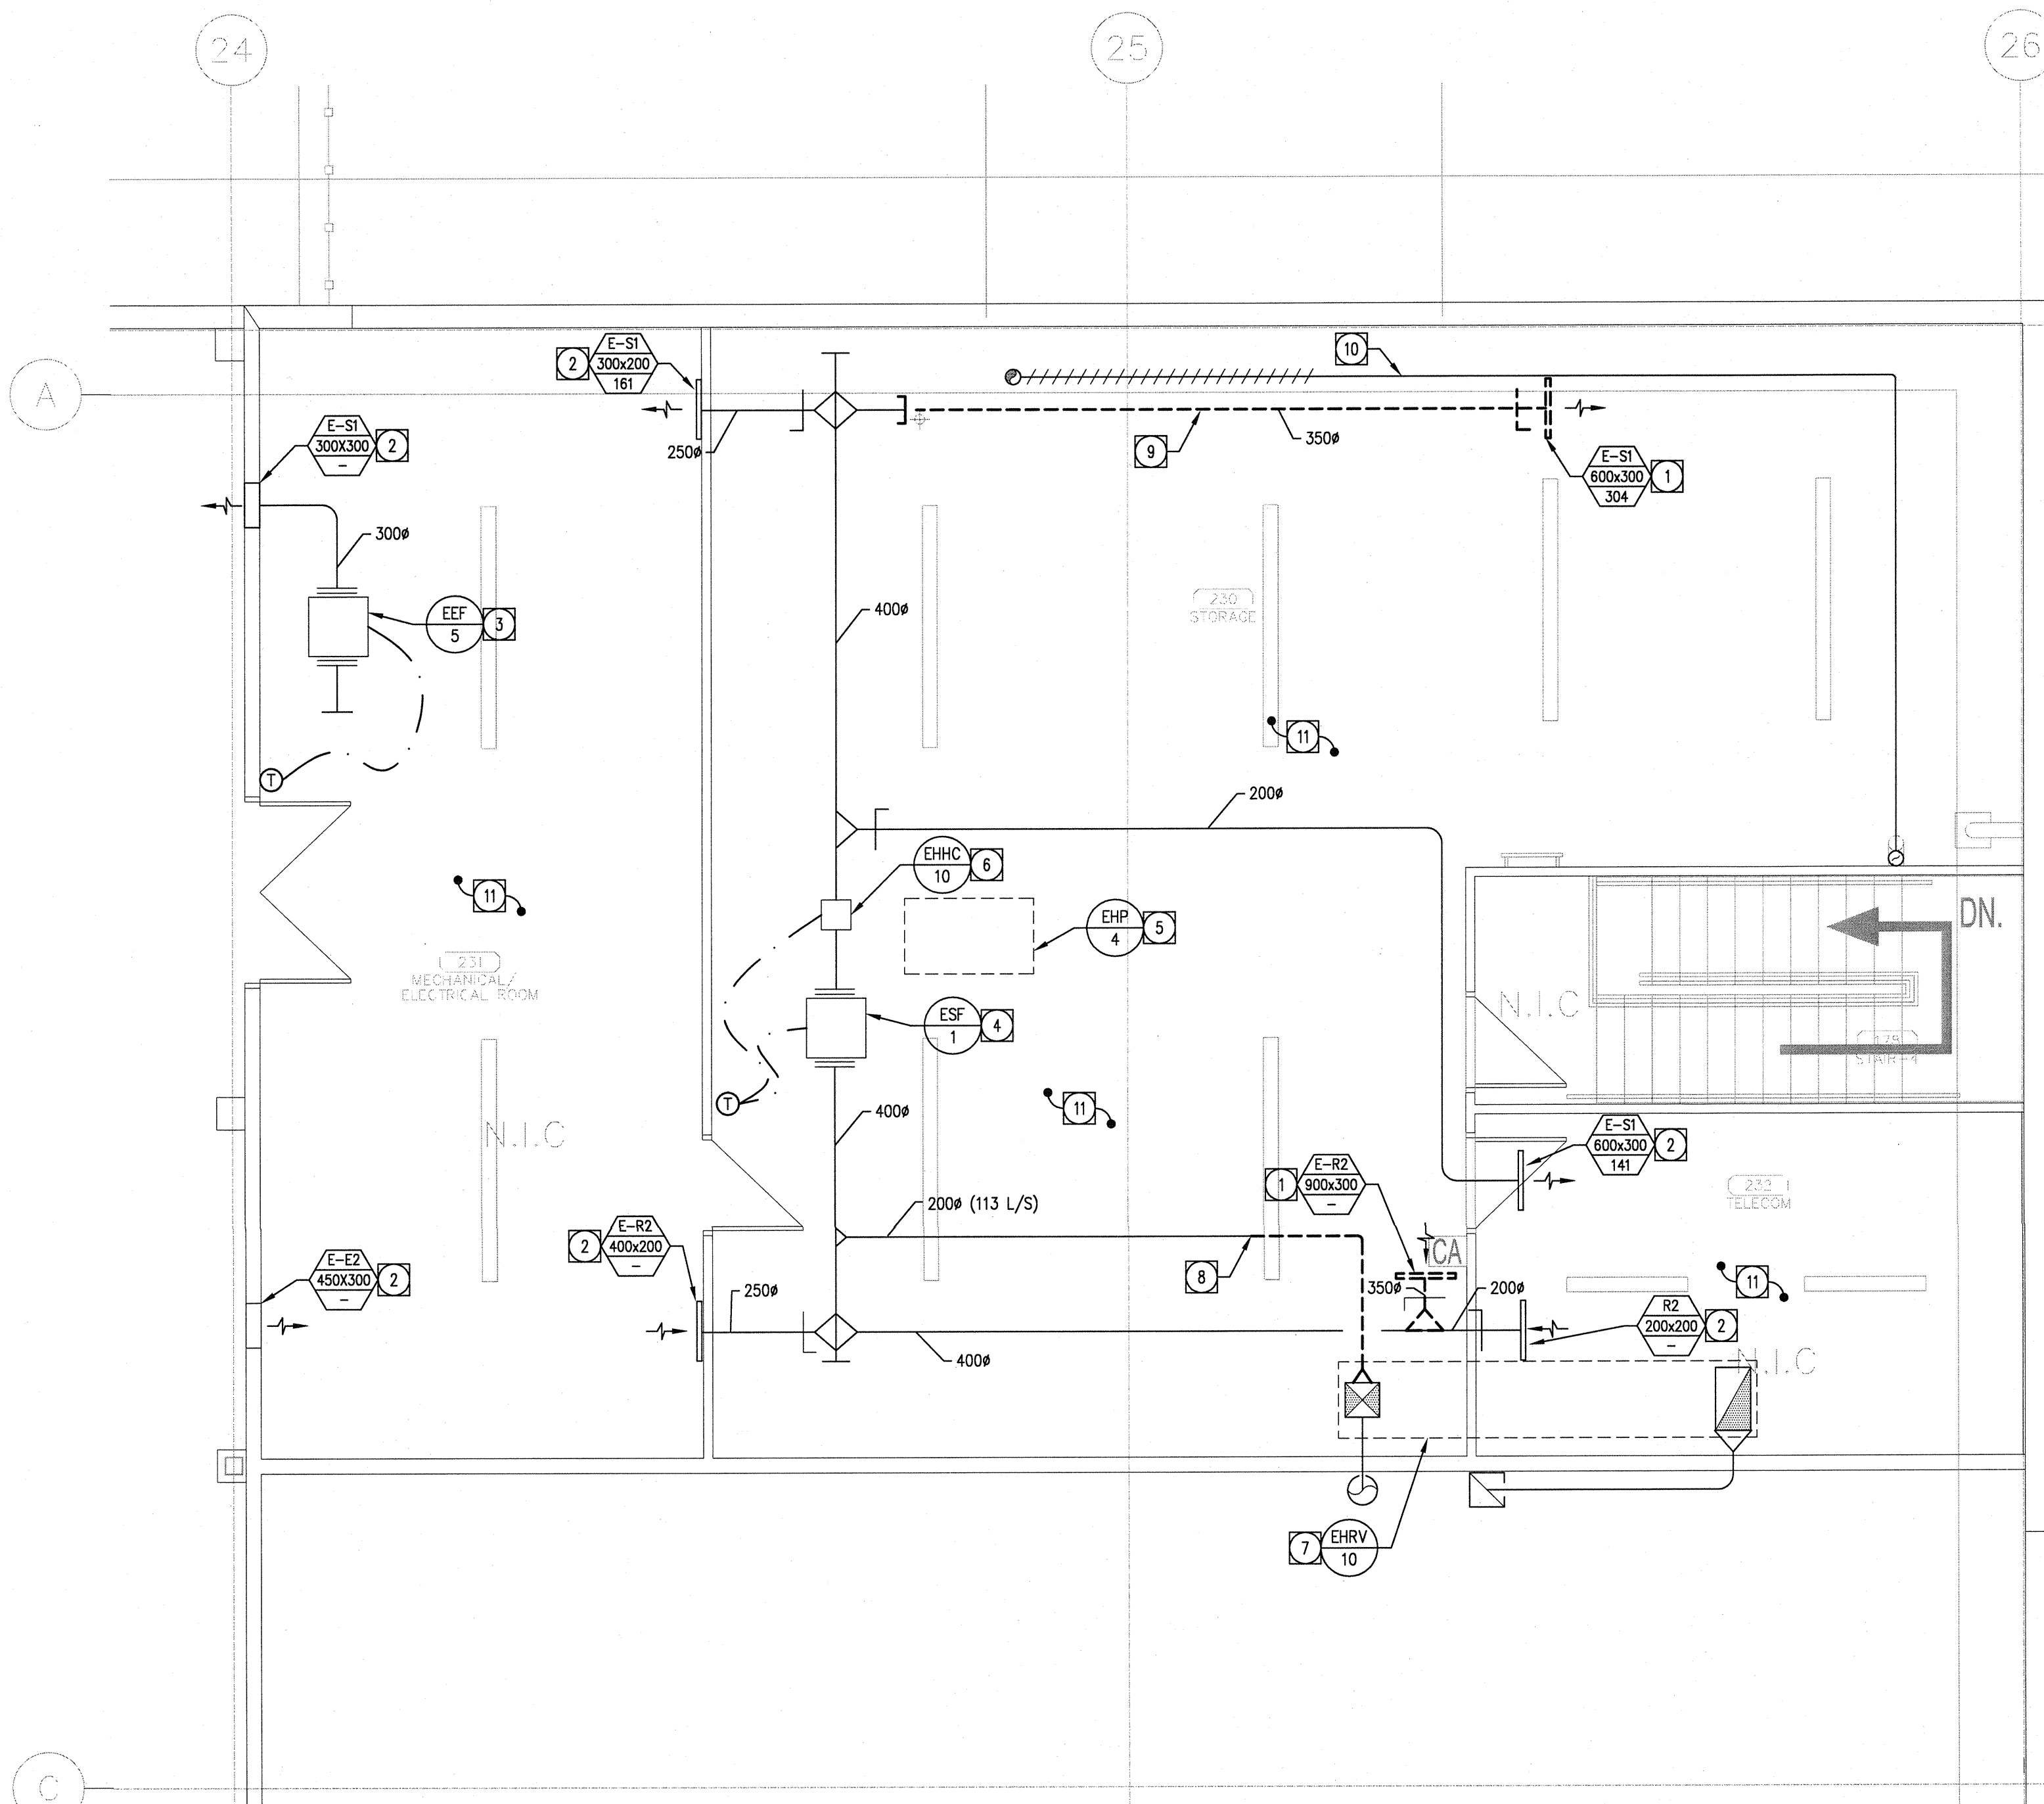 24
25
26
A
E-S1
300x200
161
2
10
E-S1
300X300
–
2
250ø
9
350ø
E-S1
600x300
304
1
300ø
EEF
5
3
400ø
230
STORAGE
11
T
200ø
EHHC
10
6
11
EHP
4
5
DN.
231
MECHANICAL/
ELECTRICAL ROOM
N.I.C
ESF
1
4
179
STAIR-4
T
11
400ø
N.I.C
E-S1
600x300
141
2
1
E-R2
900x300
–
232
TELECOM
200ø (113 L/S)
2
E-R2
400x200
–
CA
E-E2
450X300
–
2
8
11
250ø
350ø
200ø
R2
200x200
–
2
400ø
N.I.C
7
EHRV
10
C